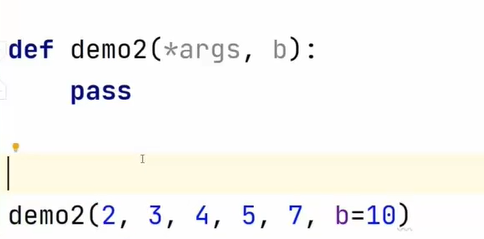 def demo2(*args, b):
    pass
demo2(2, 3, 4, 5, 7, b=10)